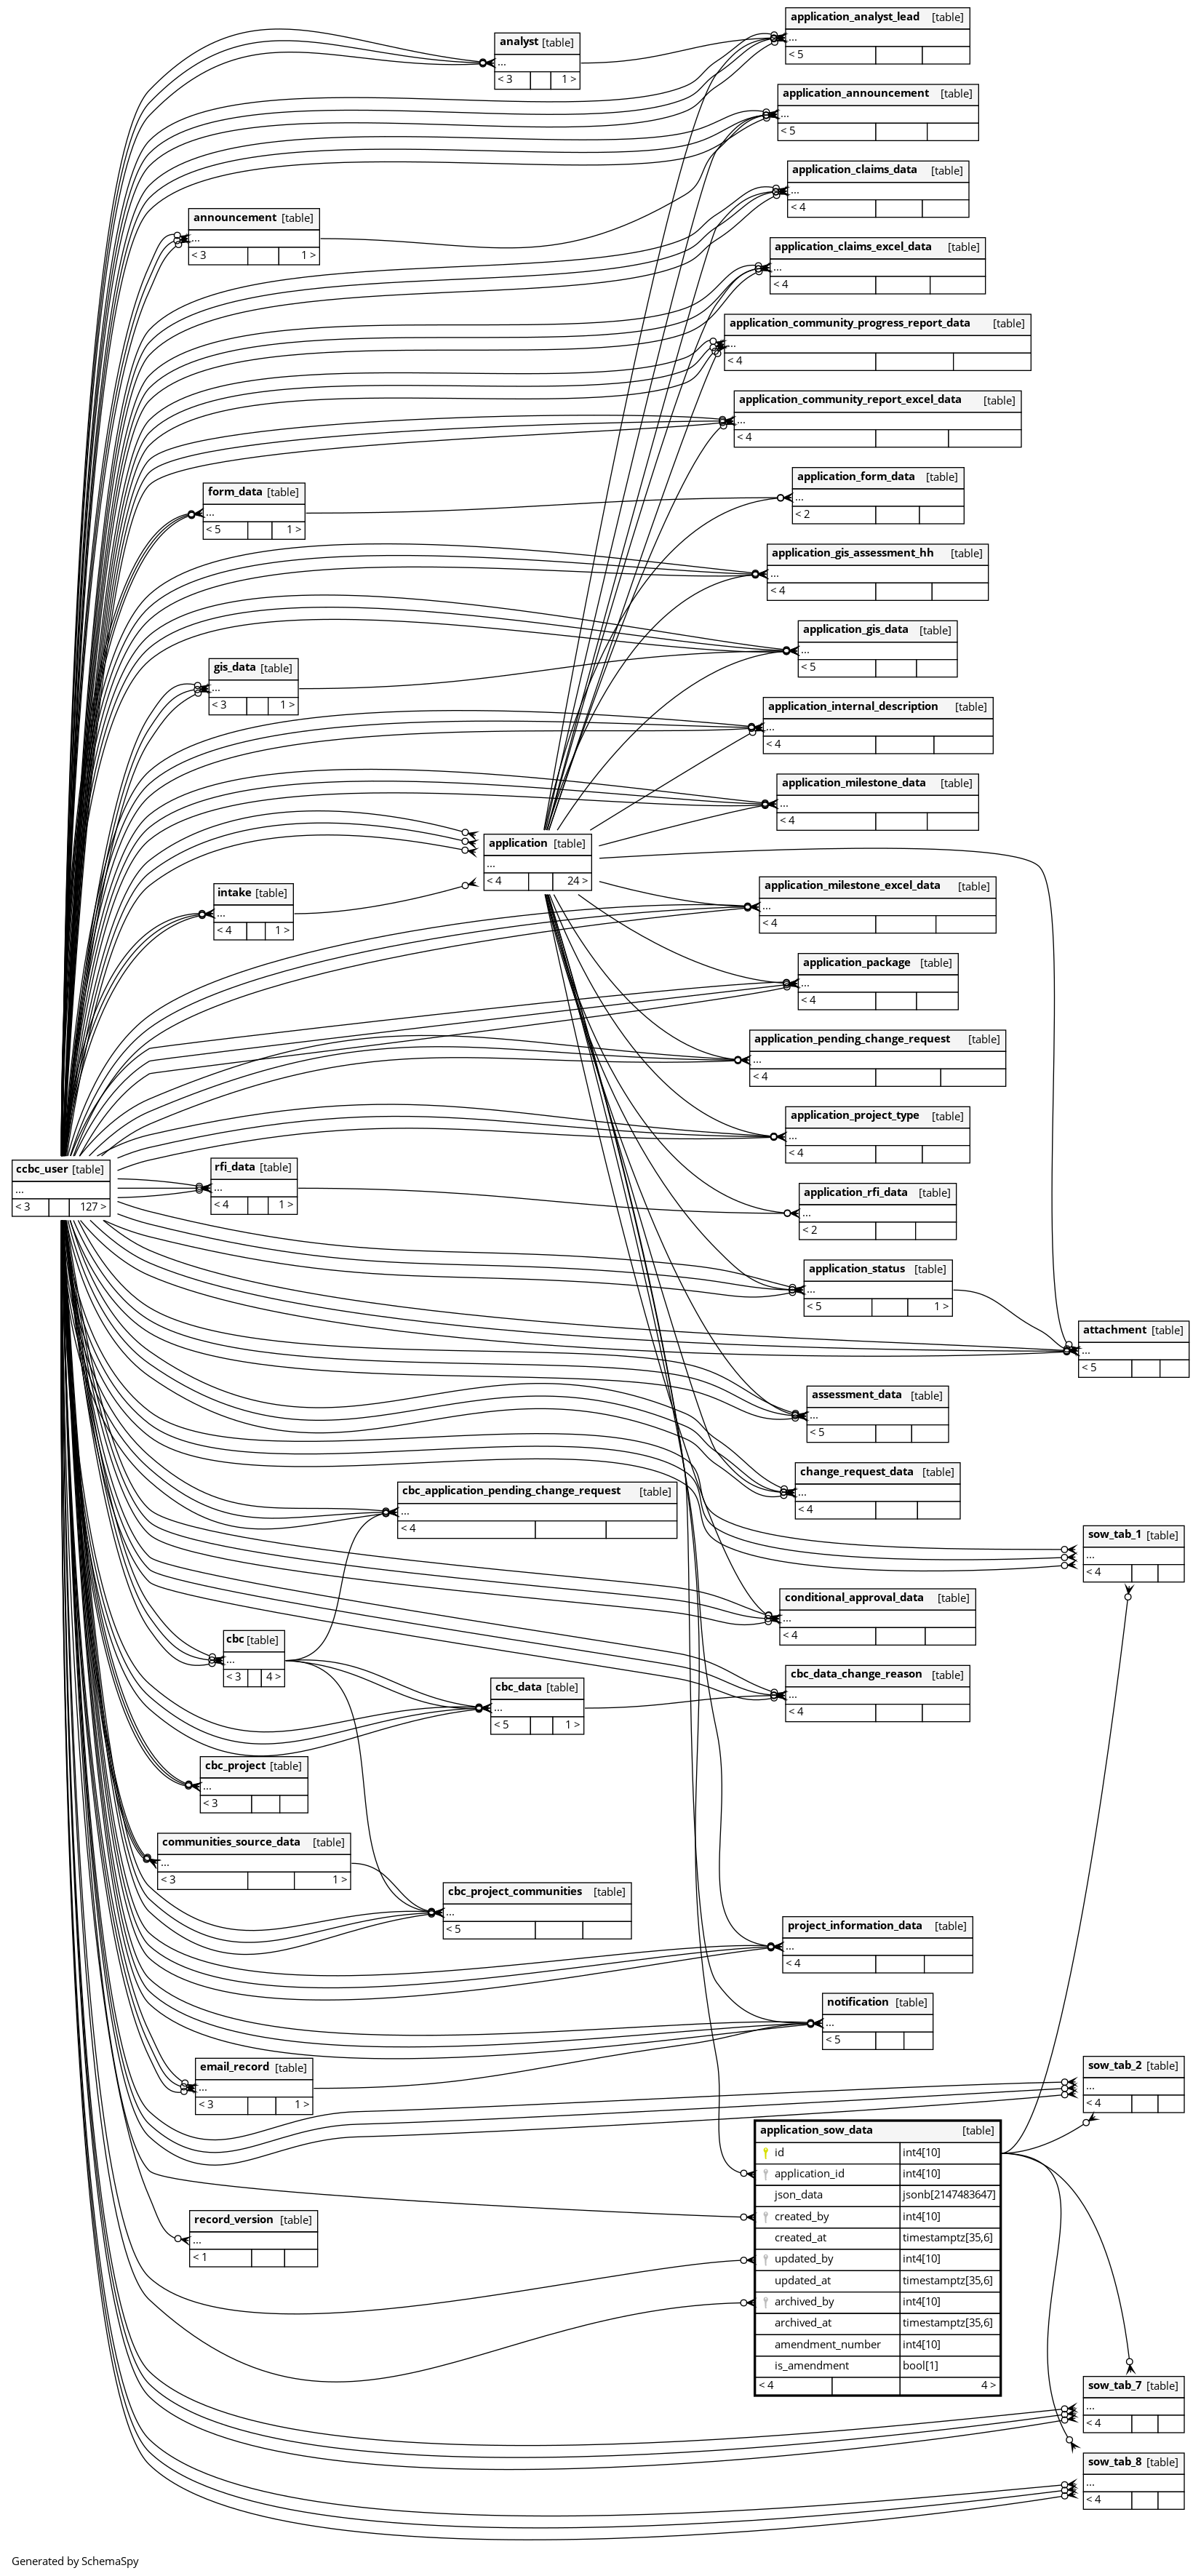 application_analyst_lead [table]
...
< 5
analyst [table]
...
< 3 1 >
application_announcement [table]
...
< 5
application_claims_data [table]
...
< 4
announcement [table]
...
< 3 1 >
application_claims_excel_data [table]
...
< 4
application_community_progress_report_data [table]
...
< 4
application_community_report_excel_data [table]
...
< 4
application_form_data [table]
...
< 2
form_data [table]
...
< 5 1 >
application_gis_assessment_hh [table]
...
< 4
application_gis_data [table]
...
< 5
gis_data [table]
...
< 3 1 >
application_internal_description [table]
...
< 4
application_milestone_data [table]
...
< 4
application [table]
...
< 4 24 >
intake [table]
...
< 4 1 >
application_milestone_excel_data [table]
...
< 4
application_package [table]
...
< 4
application_pending_change_request [table]
...
< 4
application_project_type [table]
...
< 4
ccbc_user [table]
...
< 3 127 >
rfi_data [table]
...
< 4 1 >
application_rfi_data [table]
...
< 2
application_status [table]
...
< 5 1 >
attachment [table]
...
< 5
assessment_data [table]
...
< 5
change_request_data [table]
...
< 4
cbc_application_pending_change_request [table]
...
< 4
sow_tab_1 [table]
...
< 4
conditional_approval_data [table]
...
< 4
cbc [table]
...
< 3 4 >
cbc_data_change_reason [table]
...
< 4
cbc_data [table]
...
< 5 1 >
cbc_project [table]
...
< 3
communities_source_data [table]
...
< 3 1 >
cbc_project_communities [table]
...
< 5
project_information_data [table]
...
< 4
notification [table]
...
< 5
email_record [table]
...
< 3 1 >
sow_tab_2 [table]
...
< 4
application_sow_data [table]
id int4[10]
application_id int4[10]
json_data jsonb[2147483647]
created_by int4[10]
created_at timestamptz[35,6]
updated_by int4[10]
updated_at timestamptz[35,6]
archived_by int4[10]
archived_at timestamptz[35,6]
amendment_number int4[10]
is_amendment bool[1]
< 4 4 >
record_version [table]
...
< 1
sow_tab_7 [table]
...
< 4
sow_tab_8 [table]
...
< 4
Generated by SchemaSpy